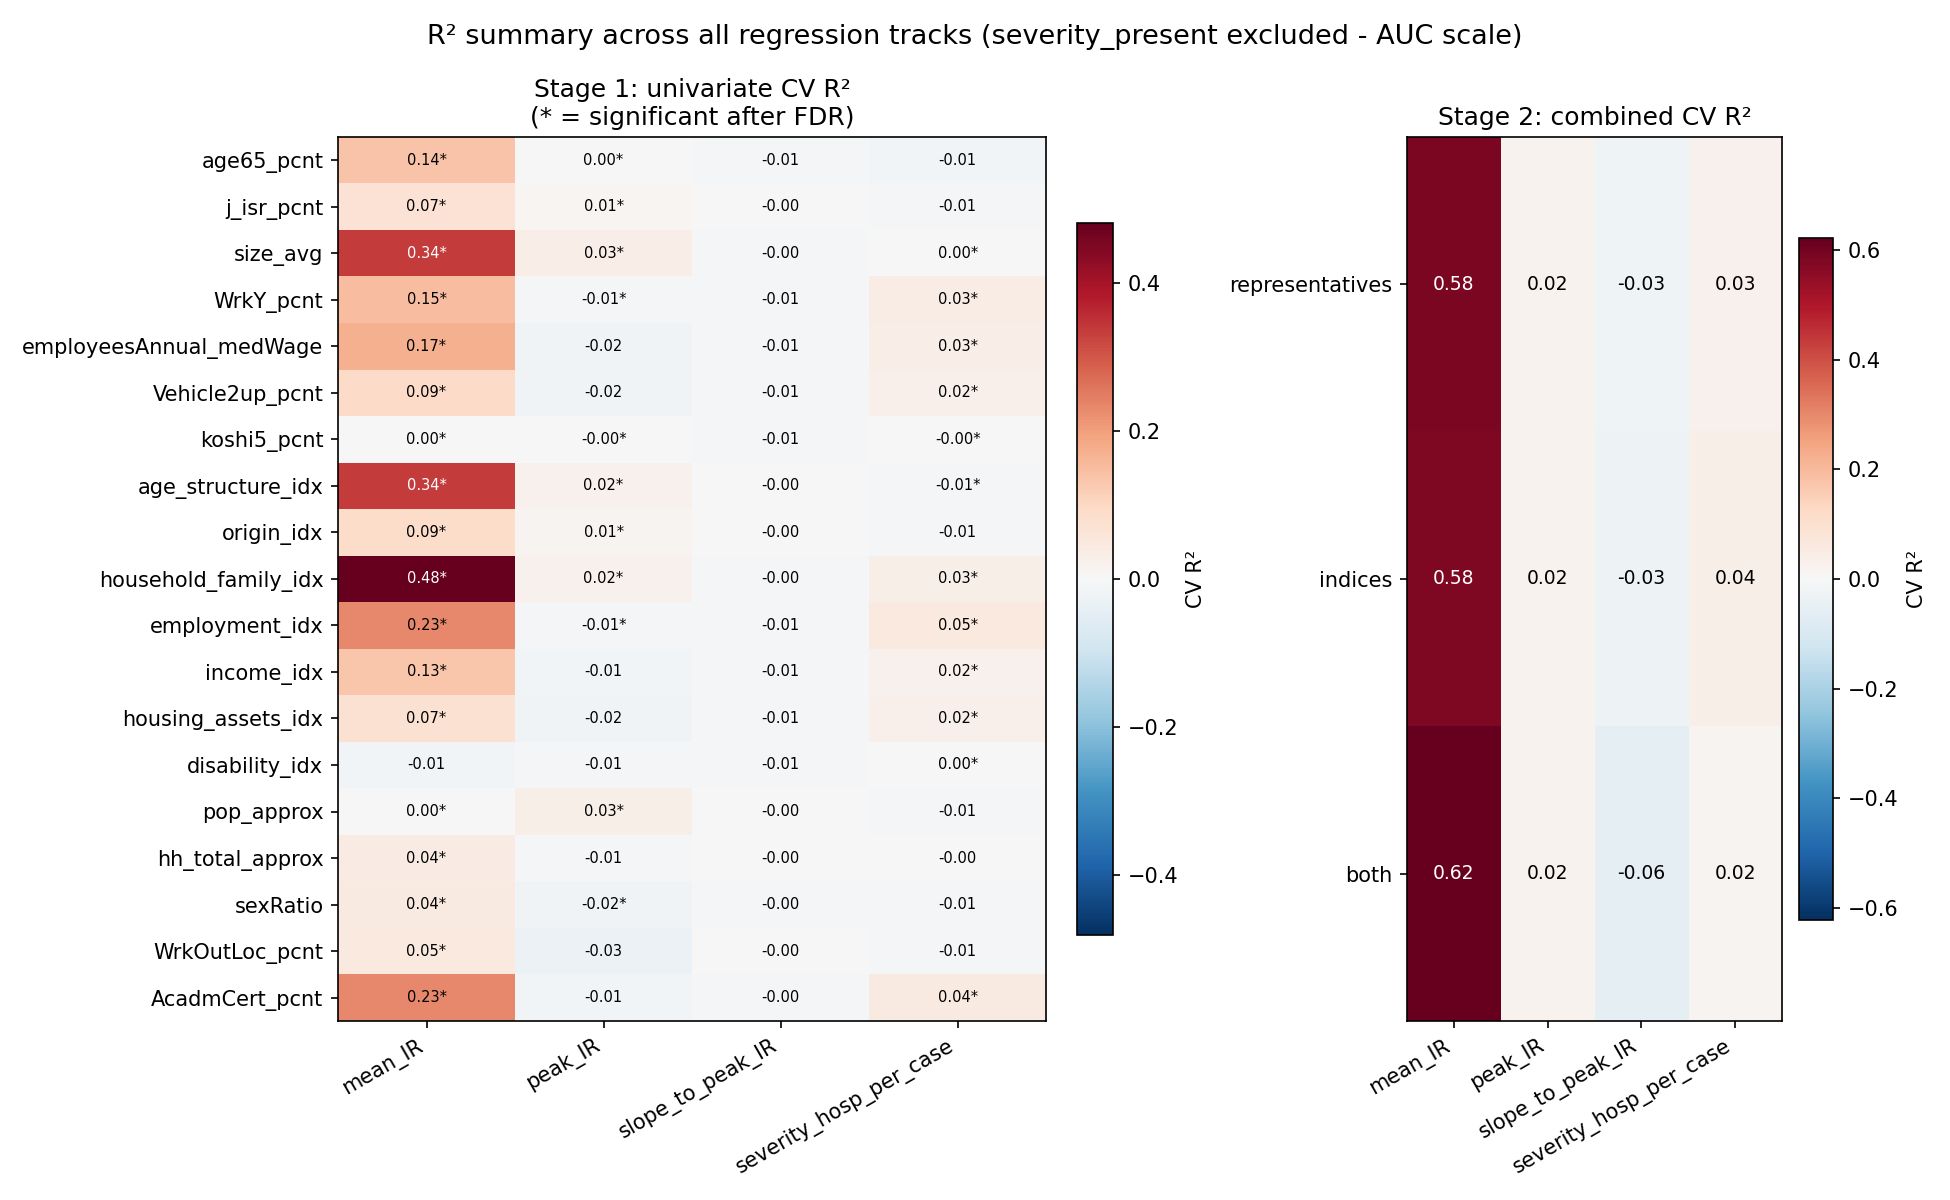 R² summary across all regression tracks (severity_present excluded - AUC scale)
Stage 1: univariate CV R²
(* = significant after FDR)
age65_pcnt 0.14* 0.00* -0.01 -0.01
j_isr_pcnt 0.07* 0.01* -0.00 -0.01
size_avg 0.34* 0.03* -0.00 0.00*
WrkY_pcnt 0.15* -0.01* -0.01 0.03*
employeesAnnual_medWage 0.17* -0.02 -0.01 0.03*
Vehicle2up_pcnt 0.09* -0.02 -0.01 0.02*
koshi5_pcnt 0.00* -0.00* -0.01 -0.00*
age_structure_idx 0.34* 0.02* -0.00 -0.01*
origin_idx 0.09* 0.01* -0.00 -0.01
household_family_idx 0.48* 0.02* -0.00 0.03*
employment_idx 0.23* -0.01* -0.01 0.05*
income_idx 0.13* -0.01 -0.01 0.02*
housing_assets_idx 0.07* -0.02 -0.01 0.02*
disability_idx -0.01 -0.01 -0.01 0.00*
pop_approx 0.00* 0.03* -0.00 -0.01
hh_total_approx 0.04* -0.01 -0.00 -0.00
sexRatio 0.04* -0.02* -0.00 -0.01
WrkOutLoc_pcnt 0.05* -0.03 -0.00 -0.01
AcadmCert_pcnt 0.23* -0.01 -0.00 0.04*
mean_IR
peak_IR
slope_to_peak_IR
severity_hosp_per_case
0.4
0.2
0.0
−0.2
−0.4
CV R²
Stage 2: combined CV R²
representatives 0.58 0.02 -0.03 0.03
indices 0.58 0.02 -0.03 0.04
both 0.62 0.02 -0.06 0.02
mean_IR
peak_IR
slope_to_peak_IR
severity_hosp_per_case
0.6
0.4
0.2
0.0
−0.2
−0.4
−0.6
CV R²